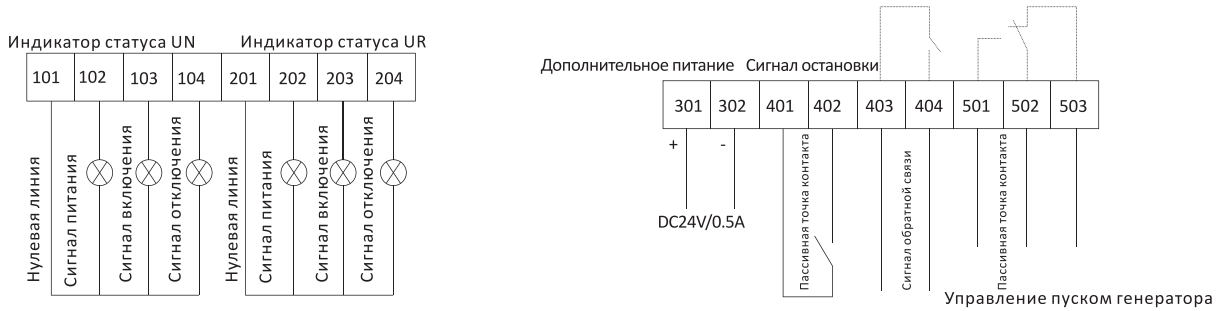 Индикатор статуса UN
Индикатор статуса UR
101 102 103 104 201 202 203 204
Нулевая линия
Сигнал питания
Сигнал включения
Сигнал отключения
Нулевая линия
Сигнал питания
Сигнал включения
Сигнал отключения
Дополнительное питание
Сигнал остановки
301 302 401 402 403 404 501 502 503
+ -
DC24V/0.5A
Пассивная точка контакта
Сигнал обратной связи
Пассивная точка контакта
Управление пуском генератора